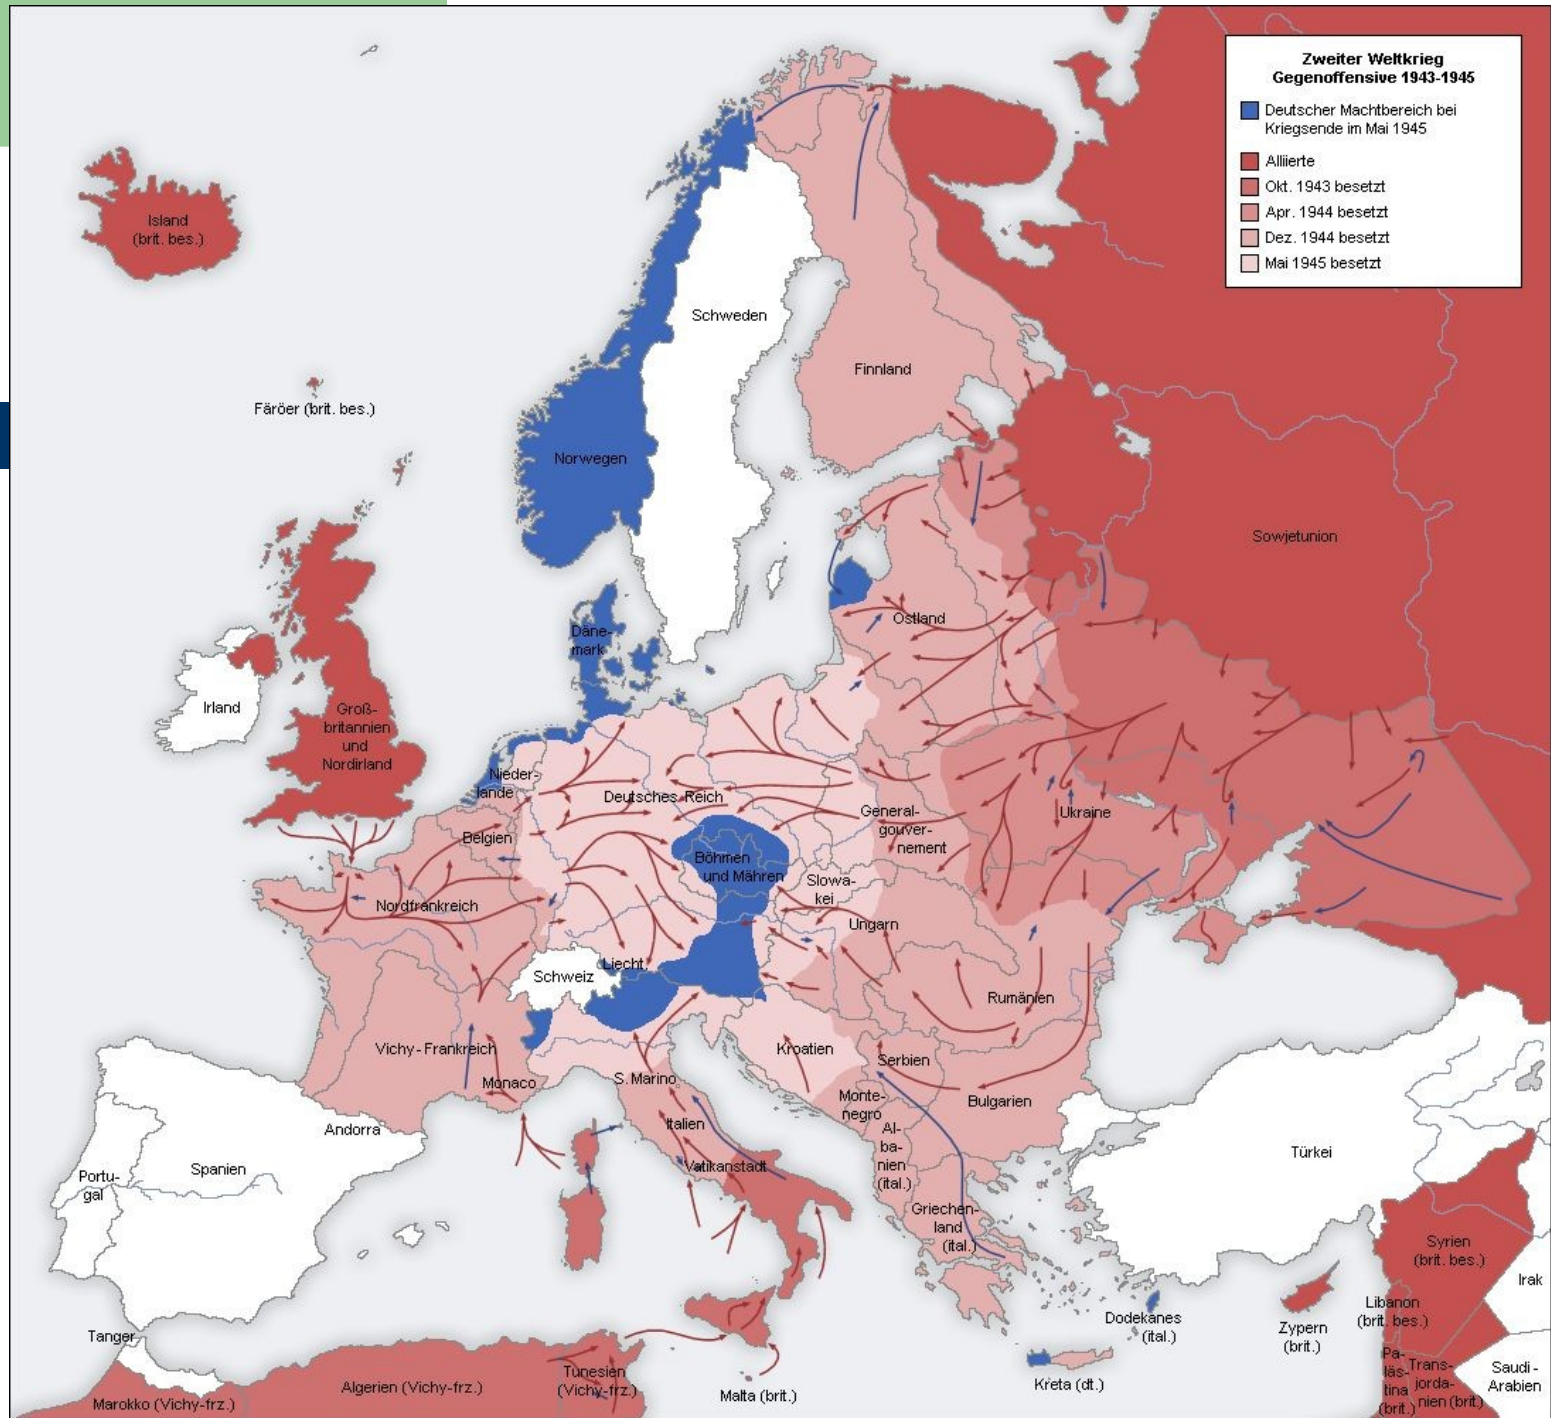 Zweiter Weltkrieg
Gegenoffensive 1943-1945
Deutscher Machtbereich bei
Kriegsende im Mai 1945
Alliierte
Okt. 1943 besetzt
Apr. 1944 besetzt
Dez. 1944 besetzt
Mai 1945 besetzt
Island
(brit. bes.)
Schweden
Finnland
Färöer (brit. bes.)
Norwegen
Sowjetunion
Ostland
Däne-
mark
Irland
Groß-
britannien
und
Nordirland
Nieder-
lande
Deutsches Reich
Belgien
General-
gouver-
nement
Ukraine
Böhmen
und Mähren
Slowa-
kei
Nordfrankreich
Ungarn
Liecht.
Schweiz
Rumänien
Vichy-Frankreich
Kroatien
Serbien
Monaco
S. Marino
Monte-
negro
Bulgarien
Andorra
Italien
Al-
ba-
nien
(ital.)
Türkei
Vatikanstadt
Spanien
Portu-
gal
Griechen-
land
(ital.)
Syrien
(brit. bes.)
Irak
Libanon
(brit. bes.)
Dodekanes
(ital.)
Zypern
(brit.)
Tanger
Pa-
läs-
tina
(brit.)
Trans-
jorda-
nien (brit.)
Saudi-
Arabien
Tunesien
(Vichy-frz.)
Algerien (Vichy-frz.)
Marokko (Vichy-frz.)
Malta (brit.)
Kreta (dt.)